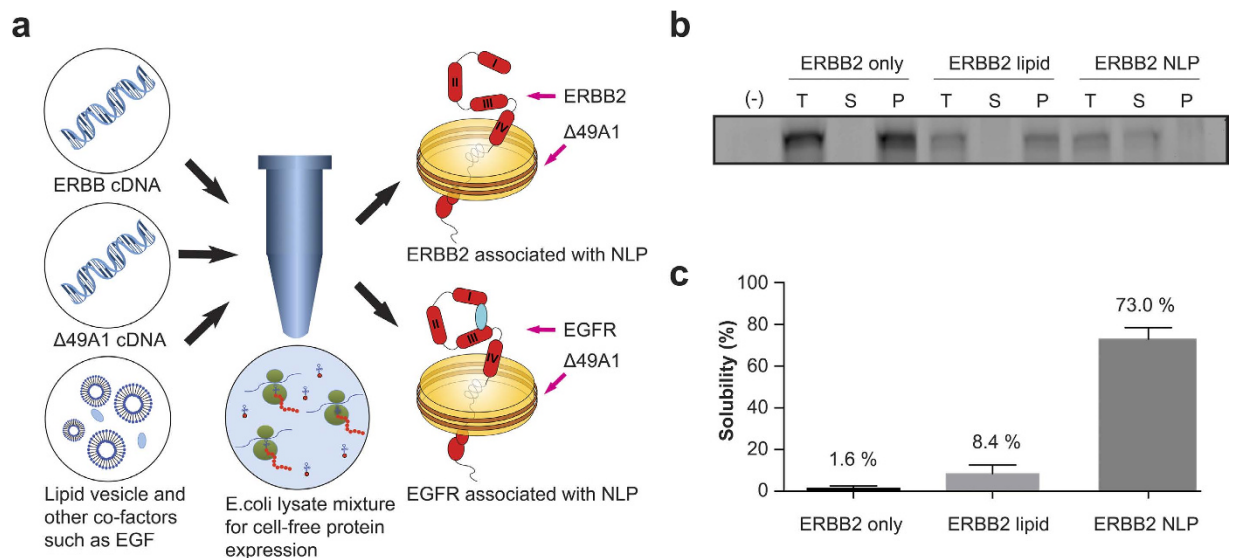 a
ERBB cDNA
Δ49A1 cDNA
Lipid vesicle and
other co-factors
such as EGF
E.coli lysate mixture
for cell-free protein
expression
I
II
III
IV
ERBB2
Δ49A1
ERBB2 associated with NLP
I
II
III
IV
EGFR
Δ49A1
EGFR associated with NLP
b
ERBB2 only ERBB2 lipid ERBB2 NLP
(-) T S P T S P T S P
c
Solubility (%)
100
80
60
40
20
0
1.6 %
8.4 %
73.0 %
ERBB2 only ERBB2 lipid ERBB2 NLP